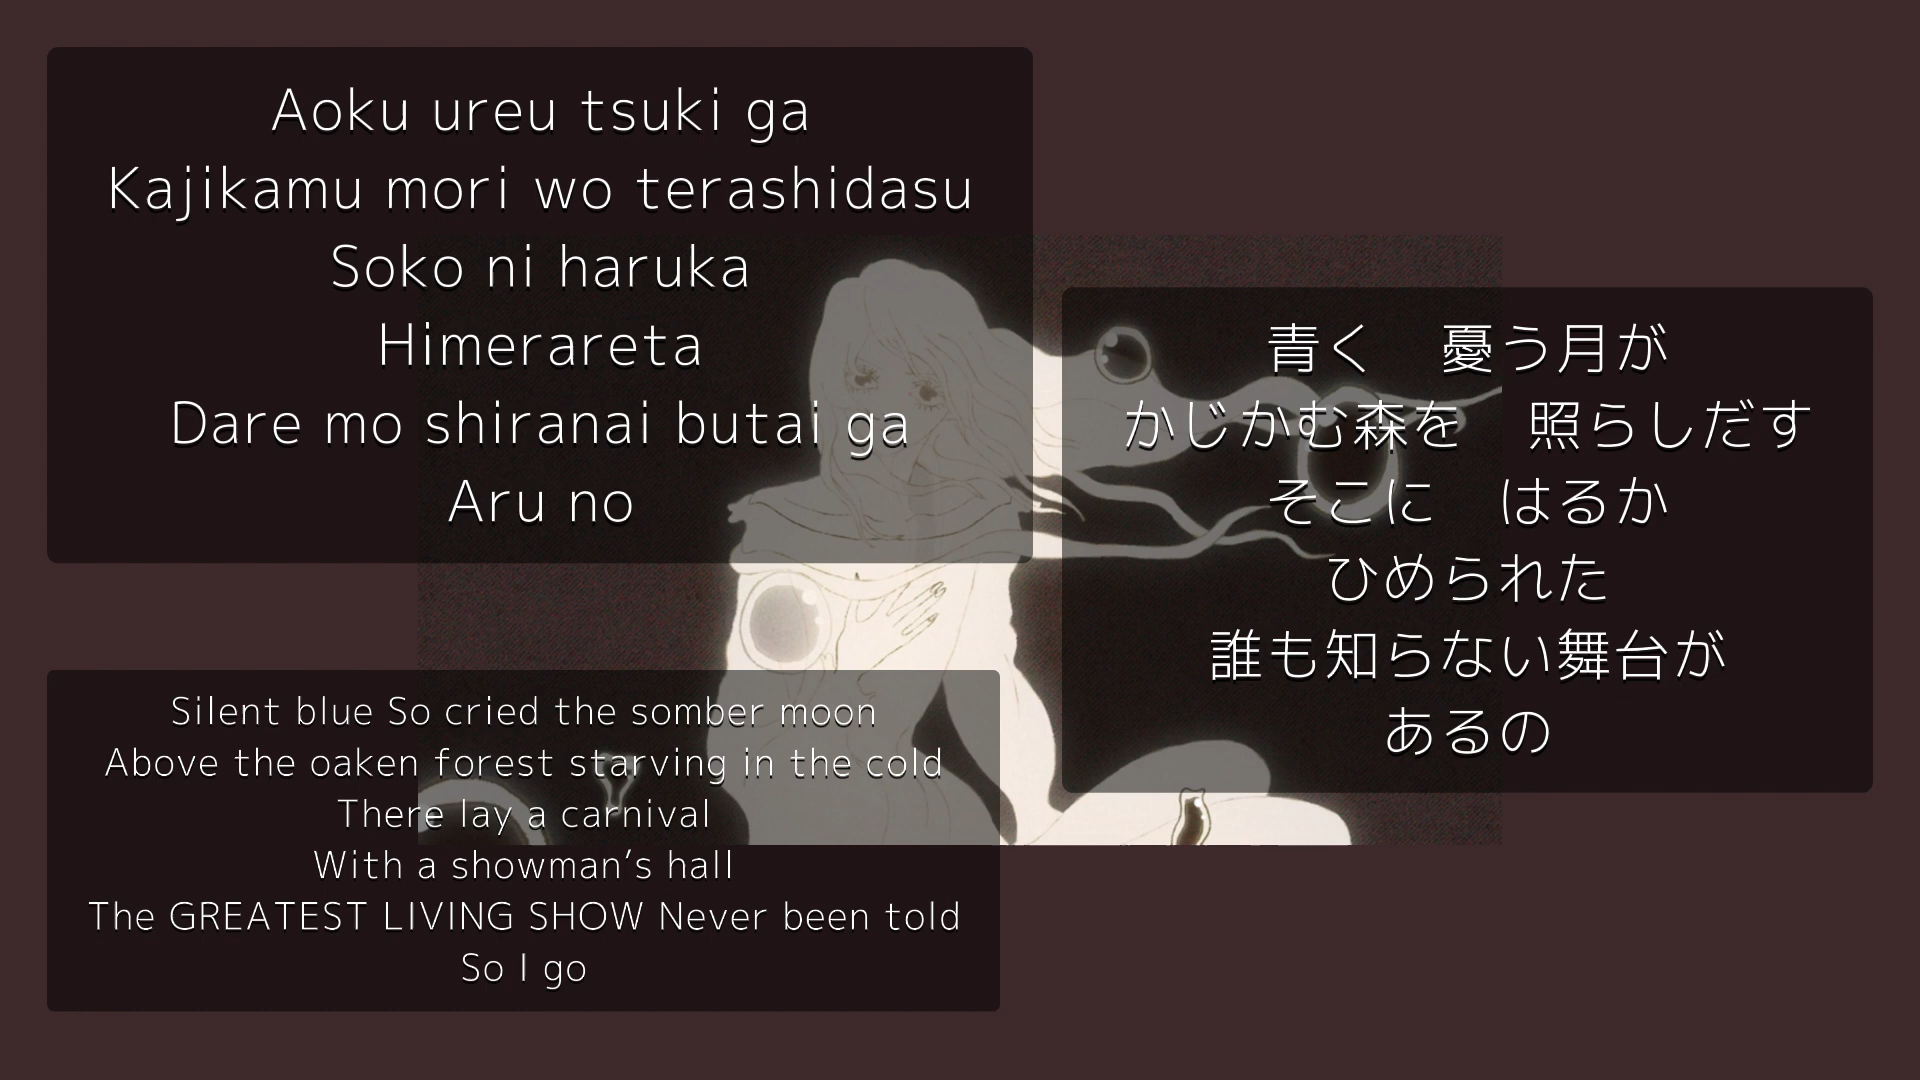 Aoku ureu tsuki ga
Kajikamu mori wo terashidasu
Soko ni haruka
Himerareta
Dare mo shiranai butai ga
Aru no
青く　憂う月が
かじかむ森を　照らしだす
そこに　はるか
ひめられた
誰も知らない舞台が
あるの
Silent blue So cried the somber moon
Above the oaken forest starving in the cold
There lay a carnival
With a showman’s hall
The GREATEST LIVING SHOW Never been told
So I go